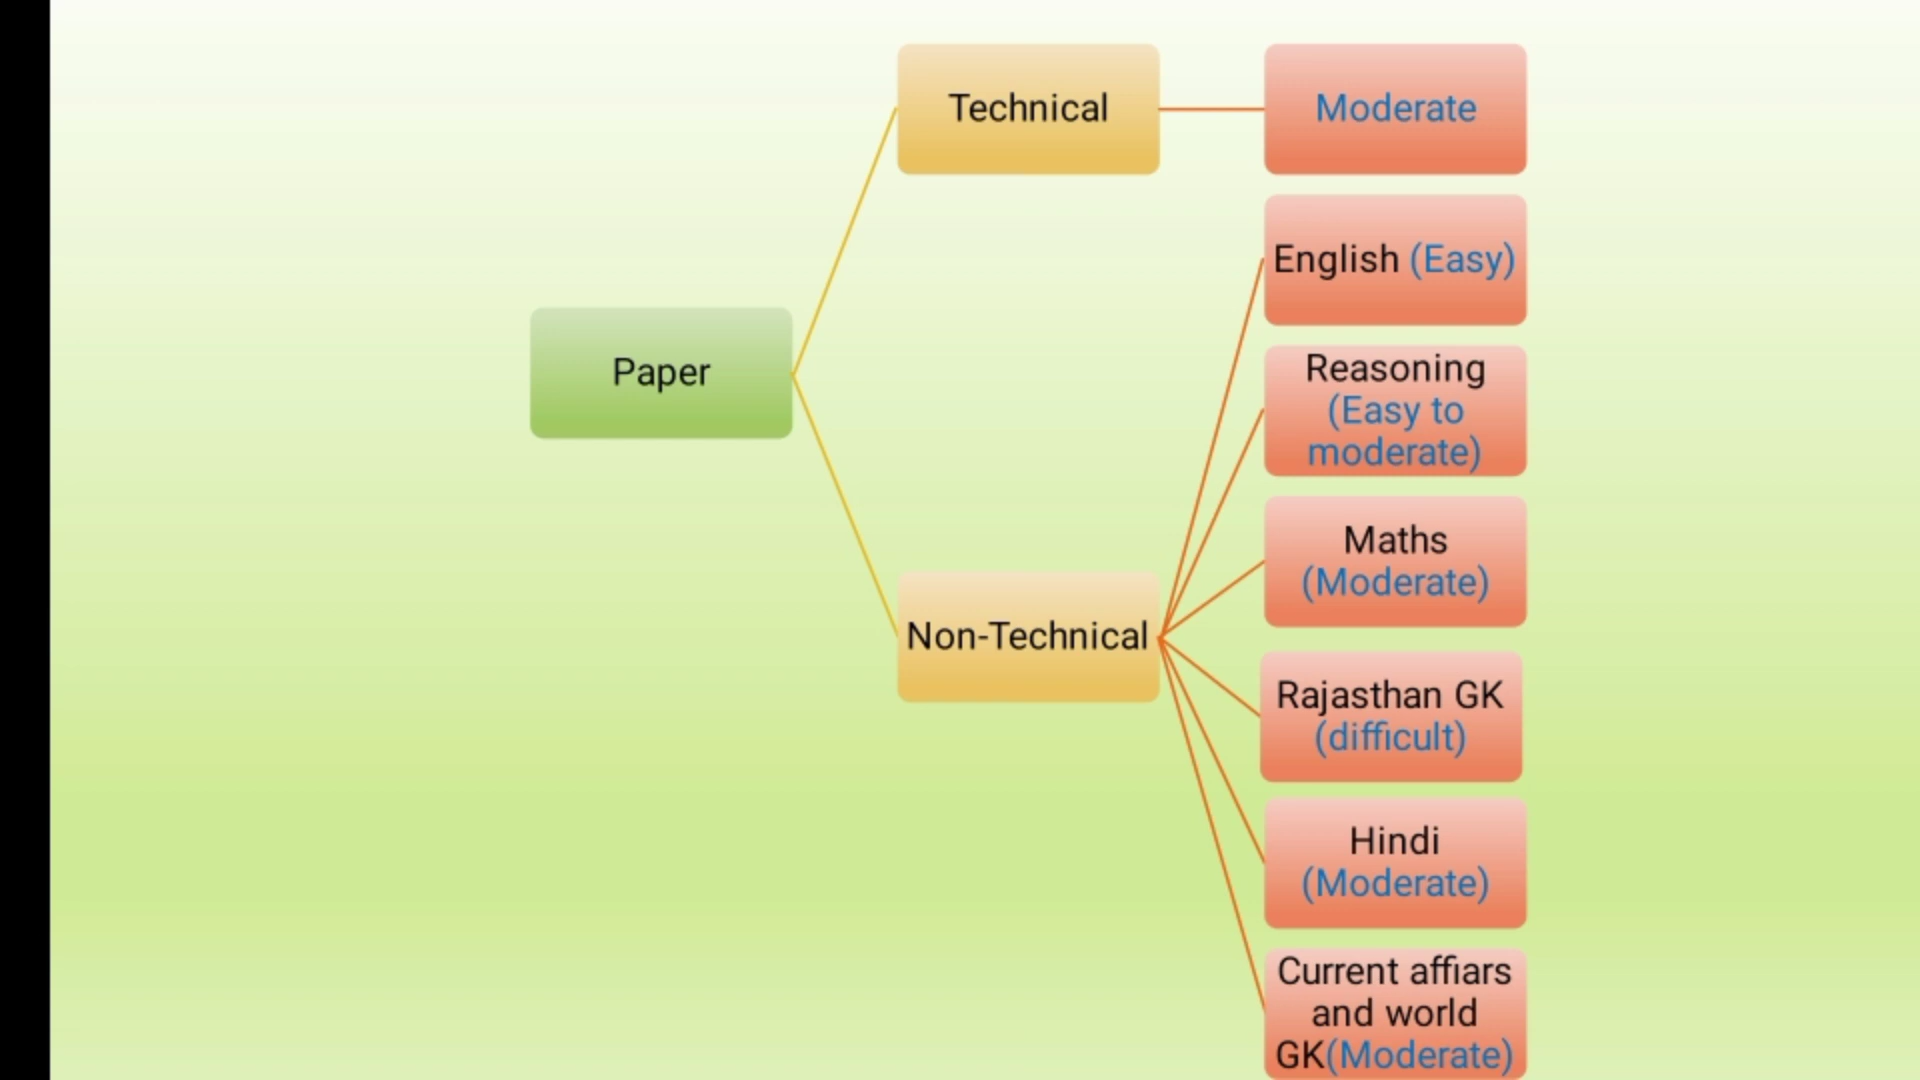 Paper
Technical
Moderate
Non-Technical
English (Easy)
Reasoning
(Easy to
moderate)
Maths
(Moderate)
Rajasthan GK
(difficult)
Hindi
(Moderate)
Current affiars
and world
GK(Moderate)